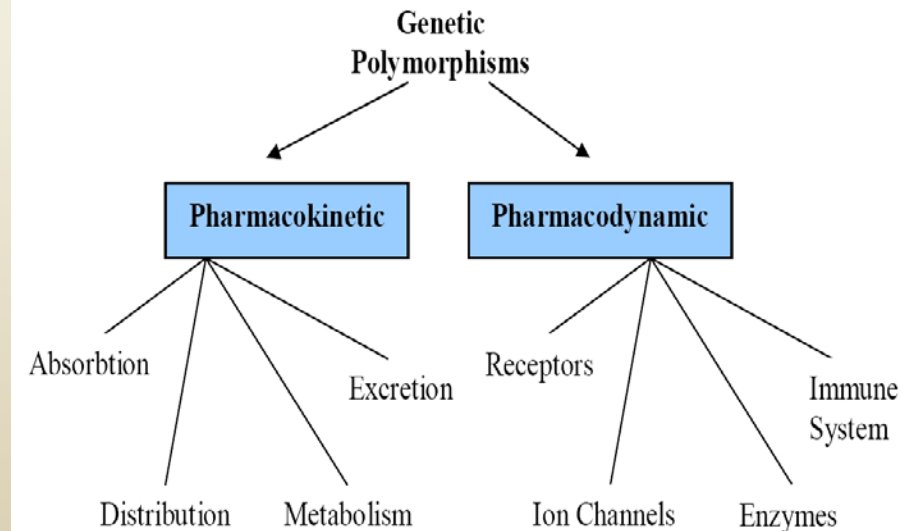 Genetic
Polymorphisms
Pharmacokinetic
Pharmacodynamic
Absorbtion
Excretion
Distribution
Metabolism
Receptors
Immune
System
Ion Channels
Enzymes